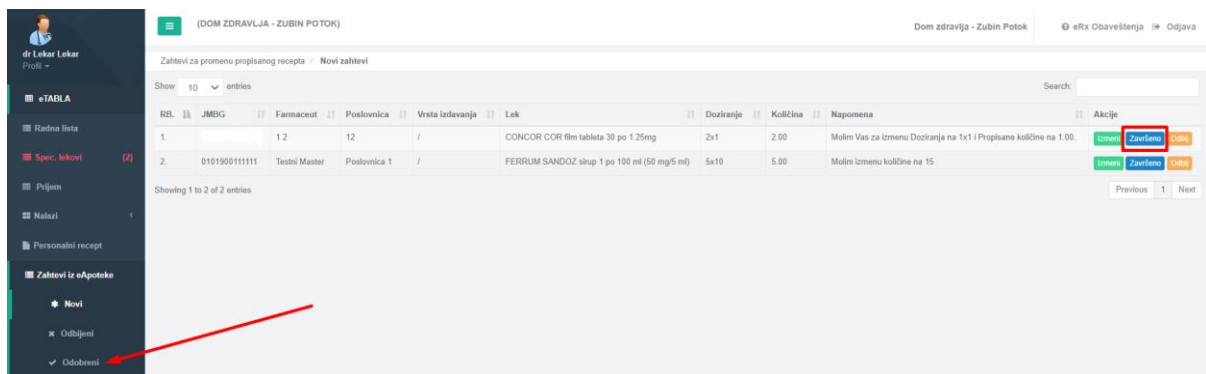 dr Lekar Lekar
Profil
eTABLA
Radna lista
Spec. lekovi (2)
Prijem
Nalazi
Personalni recept
Zahtevi iz eApoteke
Novi
Odbijeni
Odobreni
(DOM ZDRAVLJA - ZUBIN POTOK)
Dom zdravlja - Zubin Potok eRx Obaveštenja Odjava
Zahtevi za promenu propisanog recepta / Novi zahtevi
Show 10 entries Search:
RB. JMBG Farmaceut Poslovnica Vrsta izdavanja Lek Doziranje Količina Napomena Akcije
1. 1 2 12 / CONCOR COR film tableta 30 po 1.25mg 2x1 2.00 Molim Vas za izmenu Doziranja na 1x1 i Propisane količine na 1.00. Izmeni Završeno Odbij
2. 0101900111111 Testni Master Poslovnica 1 / FERRUM SANDOZ sirup 1 po 100 ml (50 mg/5 ml) 5x10 5.00 Molim izmenu količine na 15 Izmeni Završeno Odbij
Showing 1 to 2 of 2 entries Previous 1 Next